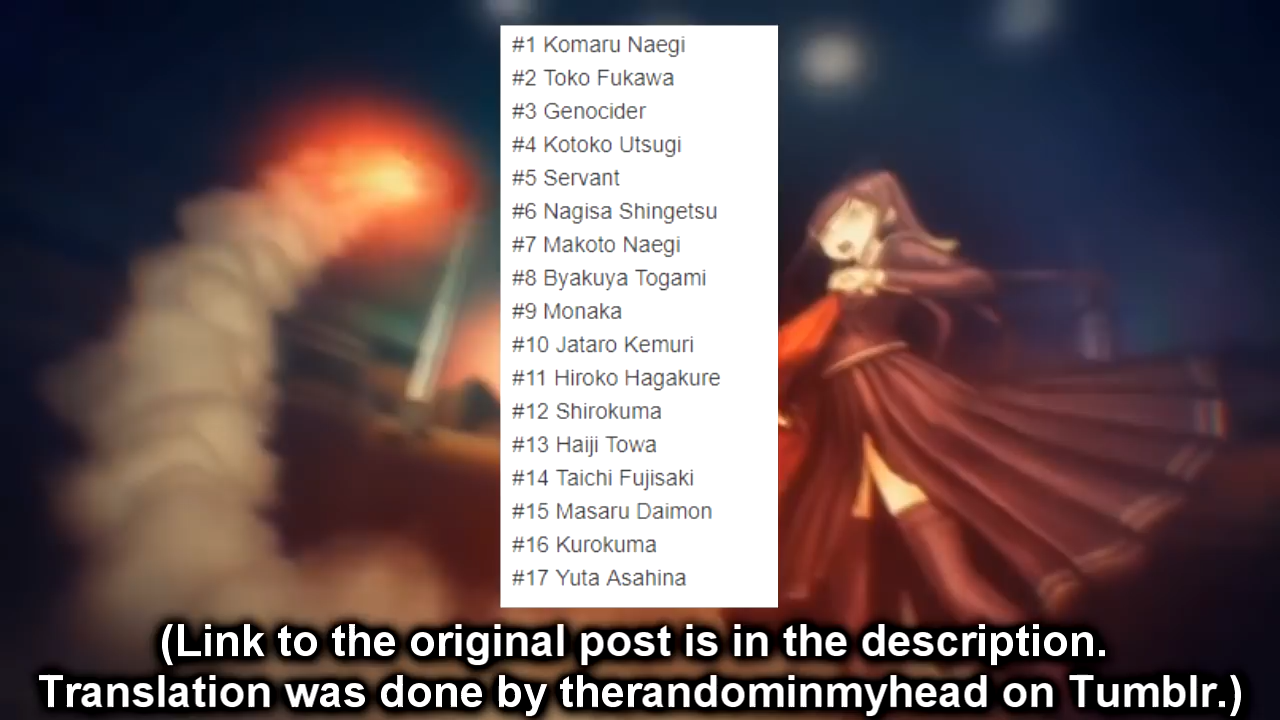 #1 Komaru Naegi
#2 Toko Fukawa
#3 Genocider
#4 Kotoko Utsugi
#5 Servant
#6 Nagisa Shingetsu
#7 Makoto Naegi
#8 Byakuya Togami
#9 Monaka
#10 Jataro Kemuri
#11 Hiroko Hagakure
#12 Shirokuma
#13 Haiji Towa
#14 Taichi Fujisaki
#15 Masaru Daimon
#16 Kurokuma
#17 Yuta Asahina
(Link to the original post is in the description.
Translation was done by therandominmyhead on Tumblr.)